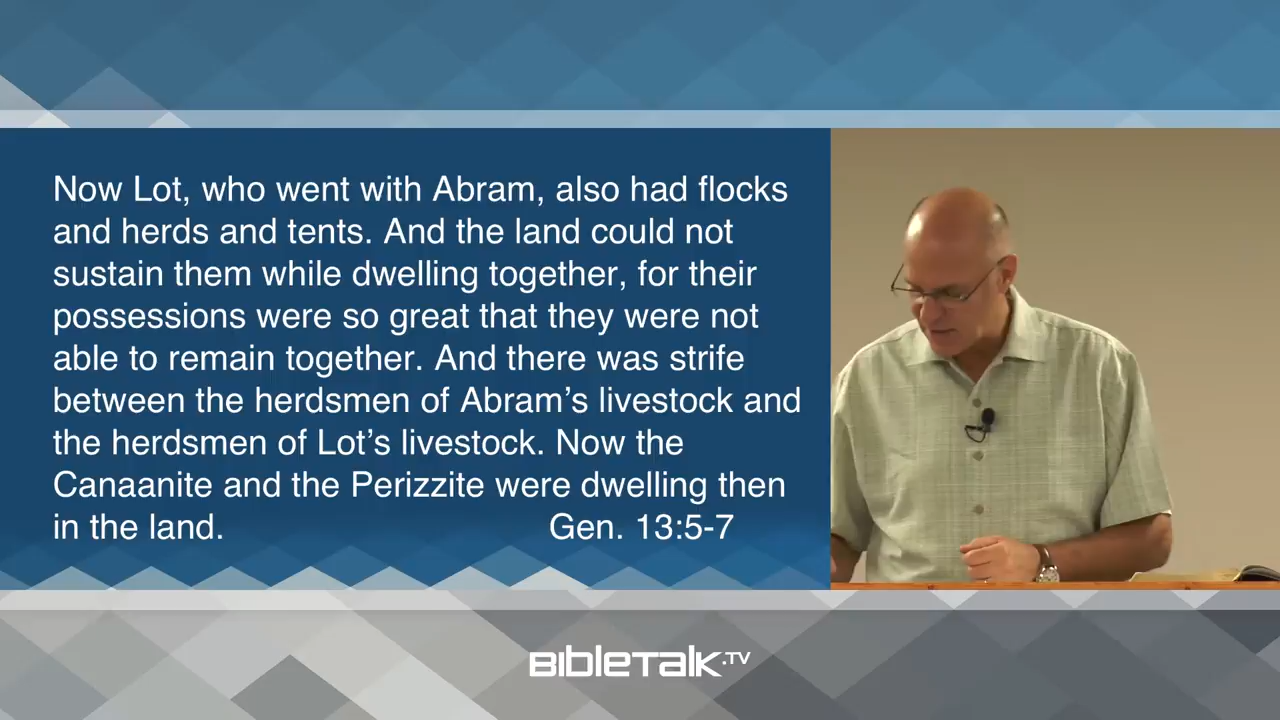 Now Lot, who went with Abram, also had flocks
and herds and tents. And the land could not
sustain them while dwelling together, for their
possessions were so great that they were not
able to remain together. And there was strife
between the herdsmen of Abram’s livestock and
the herdsmen of Lot’s livestock. Now the
Canaanite and the Perizzite were dwelling then
in the land. Gen. 13:5-7
BibleTalk.TV